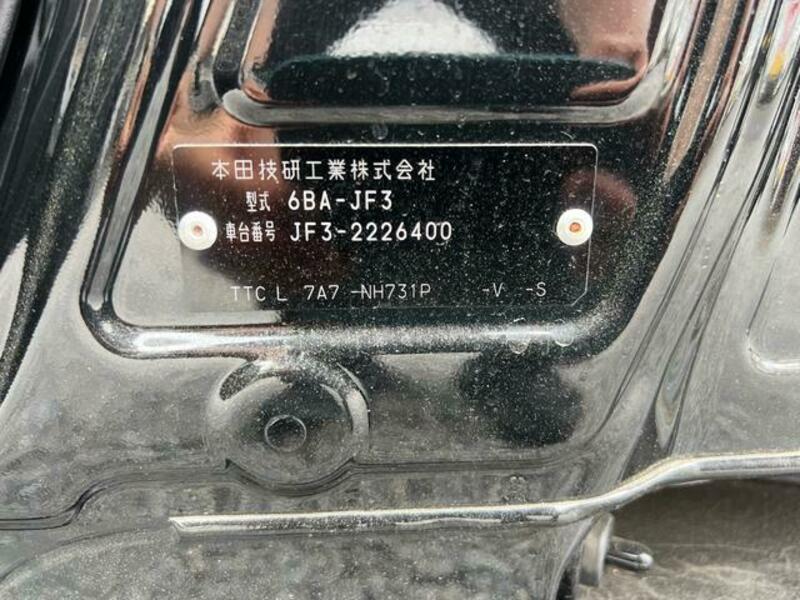 本田技研工業株式会社
型式 6BA-JF3
車台番号 JF3-2226400
TTC L 7A7 -NH731P -V -S